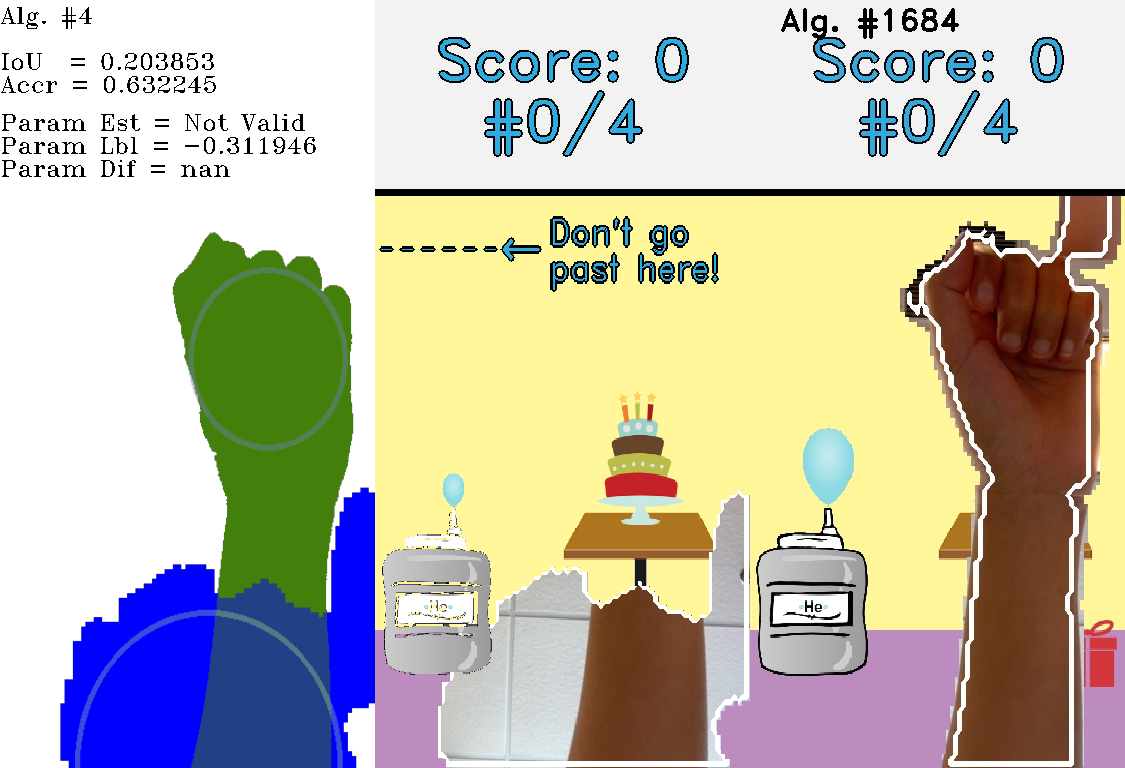 Alg. #4
IoU = 0.203853
Accr = 0.632245
Param Est = Not Valid
Param Lbl = −0.311946
Param Dif = nan
Score: 0
#0/4
Don't go
past here!
He
Alg. #1684
Score: 0
#0/4
He